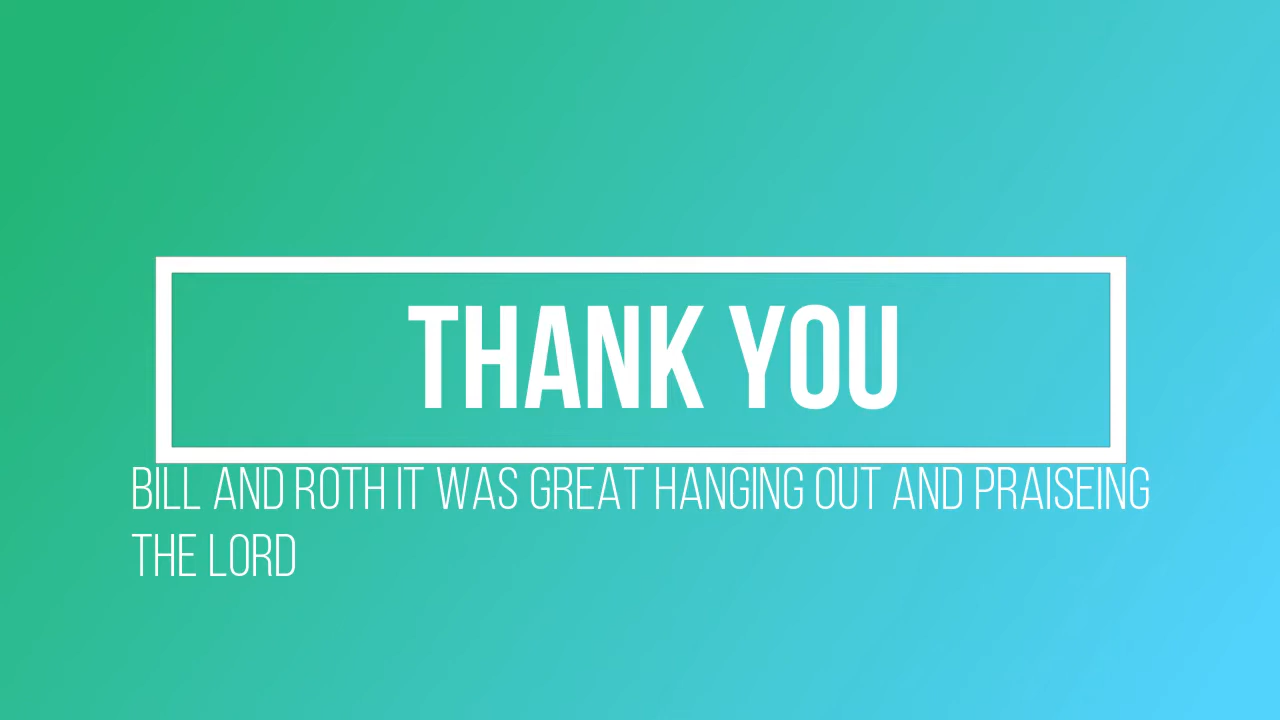 THANK YOU
BILL AND ROTH IT WAS GREAT HANGING OUT AND PRAISEING
THE LORD